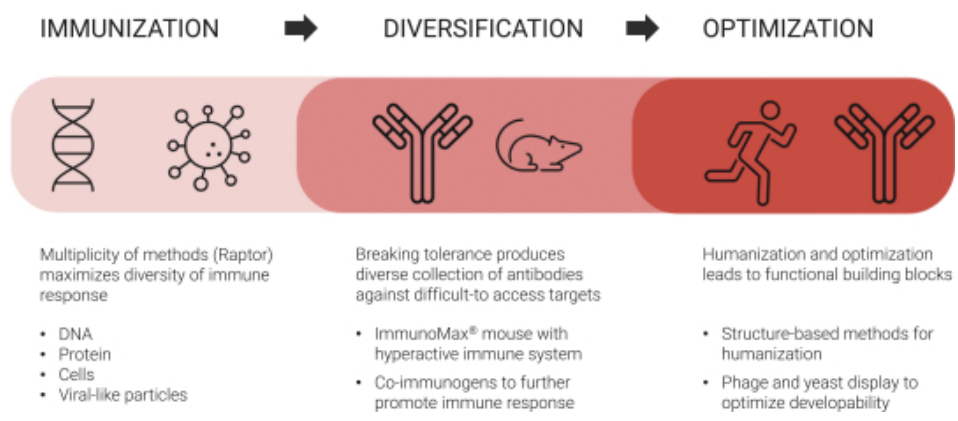 IMMUNIZATION
DIVERSIFICATION
OPTIMIZATION
Multiplicity of methods (Raptor)
maximizes diversity of immune
response
• DNA
• Protein
• Cells
• Viral-like particles
Breaking tolerance produces
diverse collection of antibodies
against difficult-to access targets
• ImmunoMax® mouse with
hyperactive immune system
• Co-immunogens to further
promote immune response
Humanization and optimization
leads to functional building blocks
• Structure-based methods for
humanization
• Phage and yeast display to
optimize developability